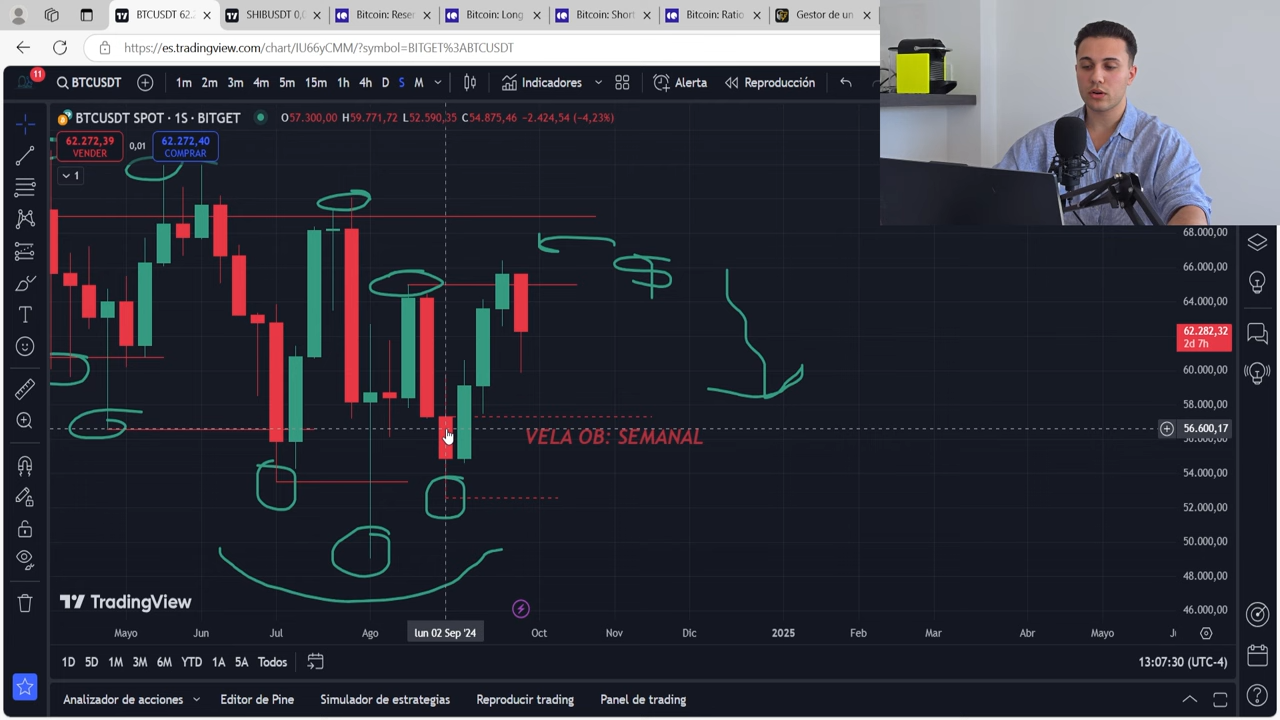 BTCUSDT 62.2
SHIBUSDT 0,0
Bitcoin: Reser
Bitcoin: Long
Bitcoin: Short
Bitcoin: Ratio
Gestor de un
https://es.tradingview.com/chart/IU66yCMM/?symbol=BITGET%3ABTCUSDT
11
BTCUSDT 1m 2m 3m 4m 5m 15m 1h 4h D S Indicadores Alerta Reproducción
BTCUSDT SPOT · 1S · BITGET O57.300,00 H59.771,72 L52.590,35 C54.875,46 −2.424,54 (−4,23%)
62.272,39 0,01 62.272,40
VENDER COMPRAR
1
68.000,00
66.000,00
64.000,00
62.282,32
2d 7h
60.000,00
58.000,00
56.600,17
56.000,00
VELA OB: SEMANAL
54.000,00
52.000,00
50.000,00
48.000,00
46.000,00
TradingView
Mayo Jun Jul Ago lun 02 Sep '24 Oct Nov Dic 2025 Feb Mar Abr Mayo
1D 5D 1M 3M 6M YTD 1A 5A Todos 13:07:30 (UTC-4)
Analizador de acciones Editor de Pine Simulador de estrategias Reproducir trading Panel de trading